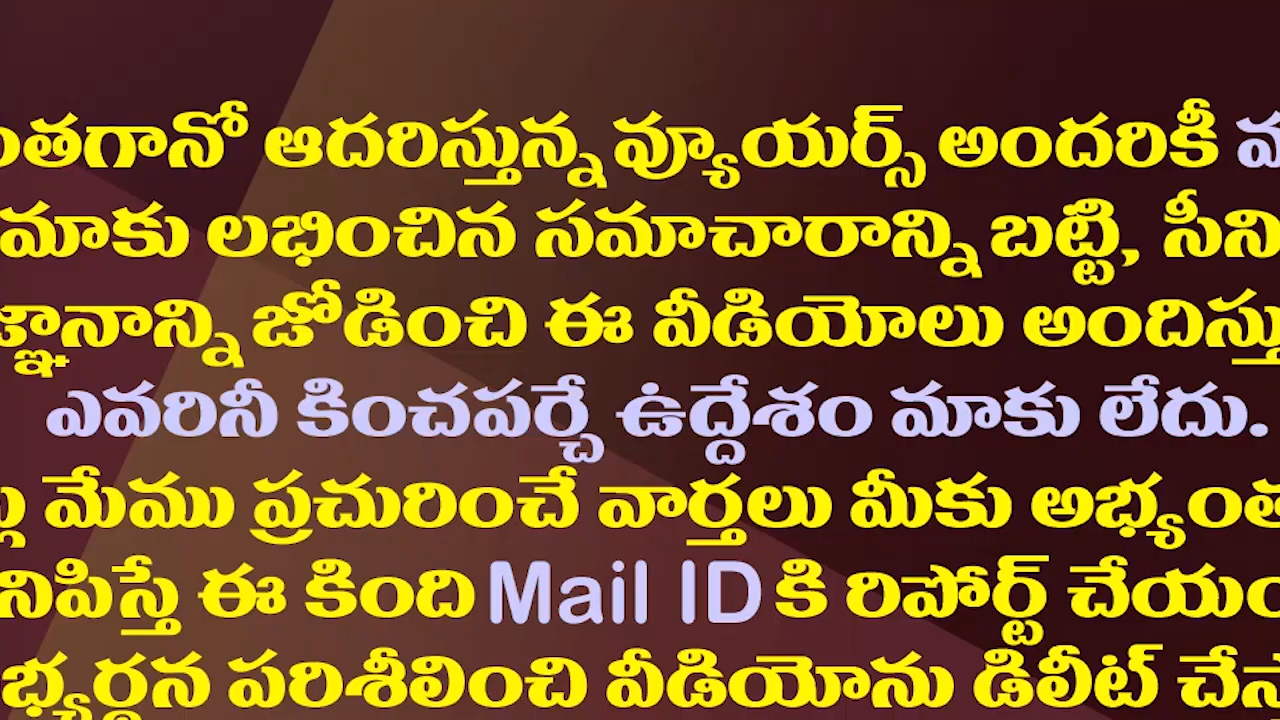 ంతగానో ఆదరిస్తున్న వ్యూయర్స్ అందరికీ
మాకు లభించిన సమాచారాన్ని బట్టి, సీని
జ్ఞానాన్ని జోడించి ఈ వీడియోలు అందిస్తు
ఎవరినీ కించపర్చే ఉద్దేశం మాకు లేదు.
మేము ప్రచురించే వార్తలు మీకు అభ్యంత
నిపిస్తే ఈ కింది Mail ID కి రిపోర్ట్ చేయం
భ్యర్థన పరిశీలించి వీడియోను డిలీట్ చేస